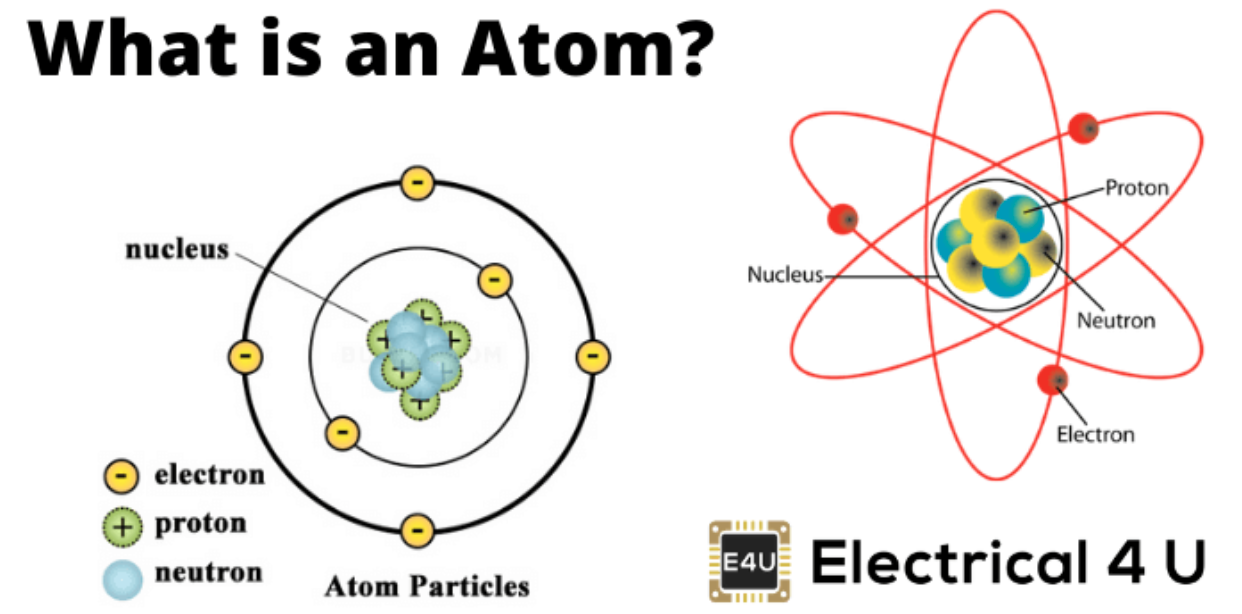 What is an Atom?
nucleus
electron
proton
neutron
Atom Particles
Proton
Nucleus
Neutron
Electron
E4U
Electrical 4 U